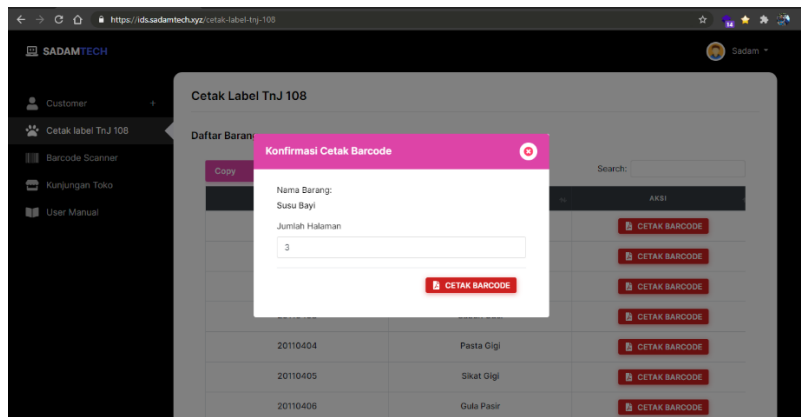 https://ids.sadamtech.xyz/cetak-label-tnj-108
14
SADAMTECH
Sadam
Customer +
Cetak label TnJ 108
Barcode Scanner
Kunjungan Toko
User Manual
Cetak Label TnJ 108
Daftar Barang
Copy
Search:
AKSI
Konfirmasi Cetak Barcode
Nama Barang:
Susu Bayi
Jumlah Halaman
3
CETAK BARCODE
CETAK BARCODE
CETAK BARCODE
CETAK BARCODE
CETAK BARCODE
20110404 Pasta Gigi CETAK BARCODE
20110405 Sikat Gigi CETAK BARCODE
20110406 Gula Pasir CETAK BARCODE